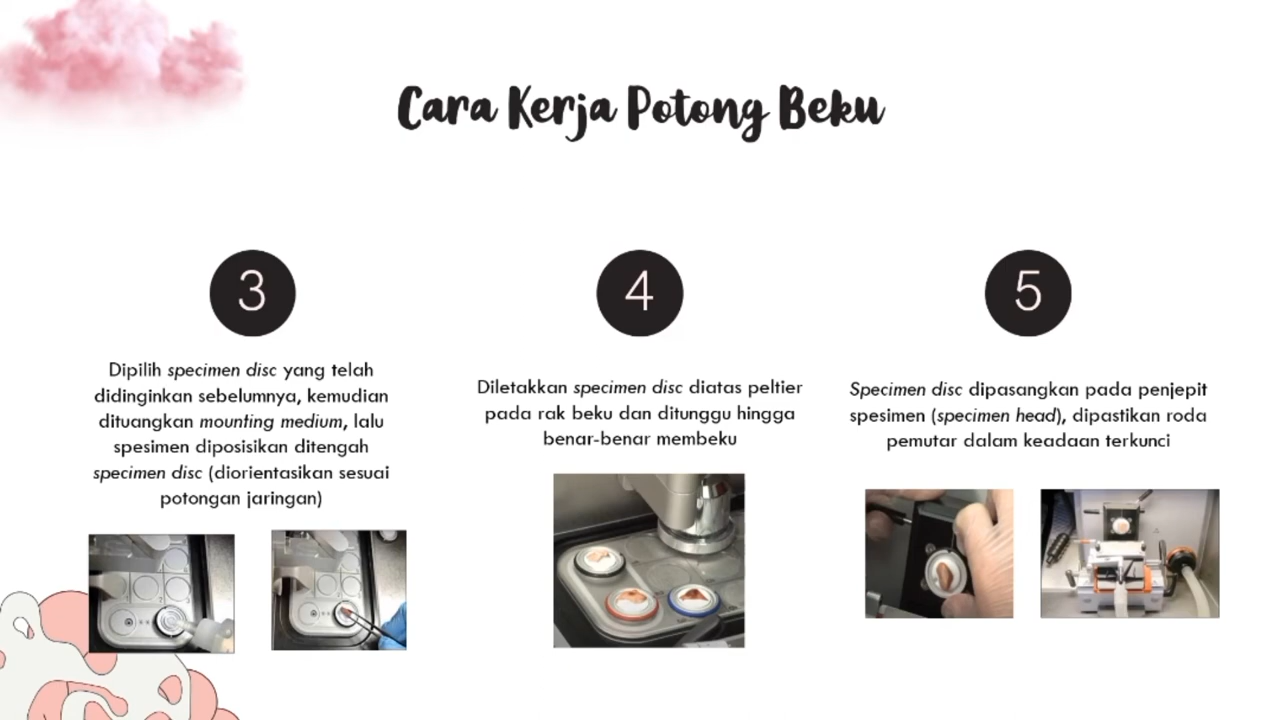 Cara Kerja Potong Beku
3
Dipilih specimen disc yang telah
didinginkan sebelumnya, kemudian
dituangkan mounting medium, lalu
spesimen diposisikan ditengah
specimen disc (diorientasikan sesuai
potongan jaringan)
4
Diletakkan specimen disc diatas peltier
pada rak beku dan ditunggu hingga
benar-benar membeku
5
Specimen disc dipasangkan pada penjepit
spesimen (specimen head), dipastikan roda
pemutar dalam keadaan terkunci